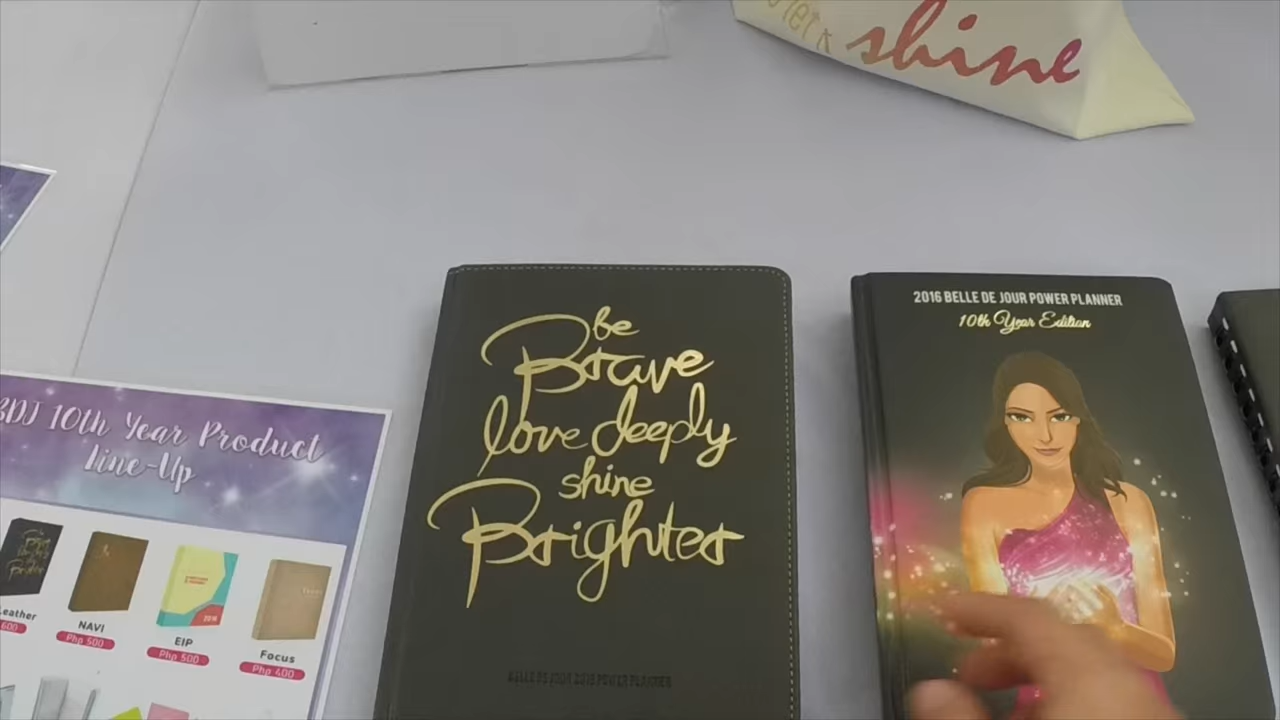 shine
be
Brave
love deeply
shine
Brighter
BELLE DE JOUR 2016 POWER PLANNER
2016 BELLE DE JOUR POWER PLANNER
10th Year Edition
BDJ 10th Year Product
Line-Up
Leather
600
NAVI
Php 500
EIP
Php 500
Focus
Php 400